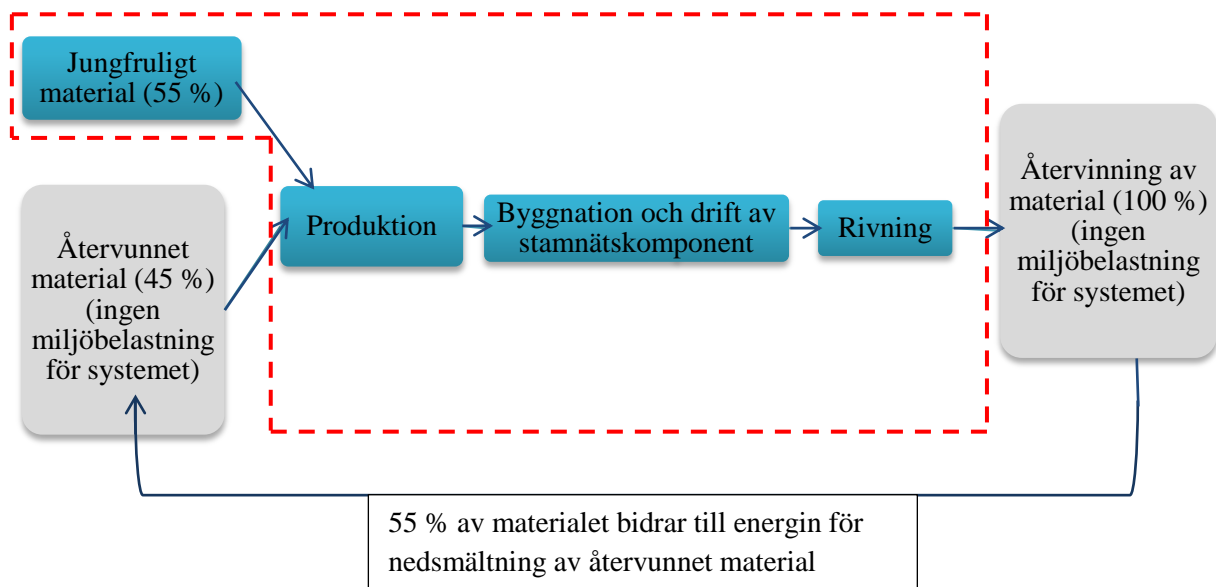 Jungfruligt
material (55 %)
Återvunnet
material (45 %)
(ingen
miljöbelastning
för systemet)
Produktion
Byggnation och drift av
stamnätskomponent
Rivning
Återvinning av
material (100 %)
(ingen
miljöbelastning
för systemet)
55 % av materialet bidrar till energin för
nedsmältning av återvunnet material